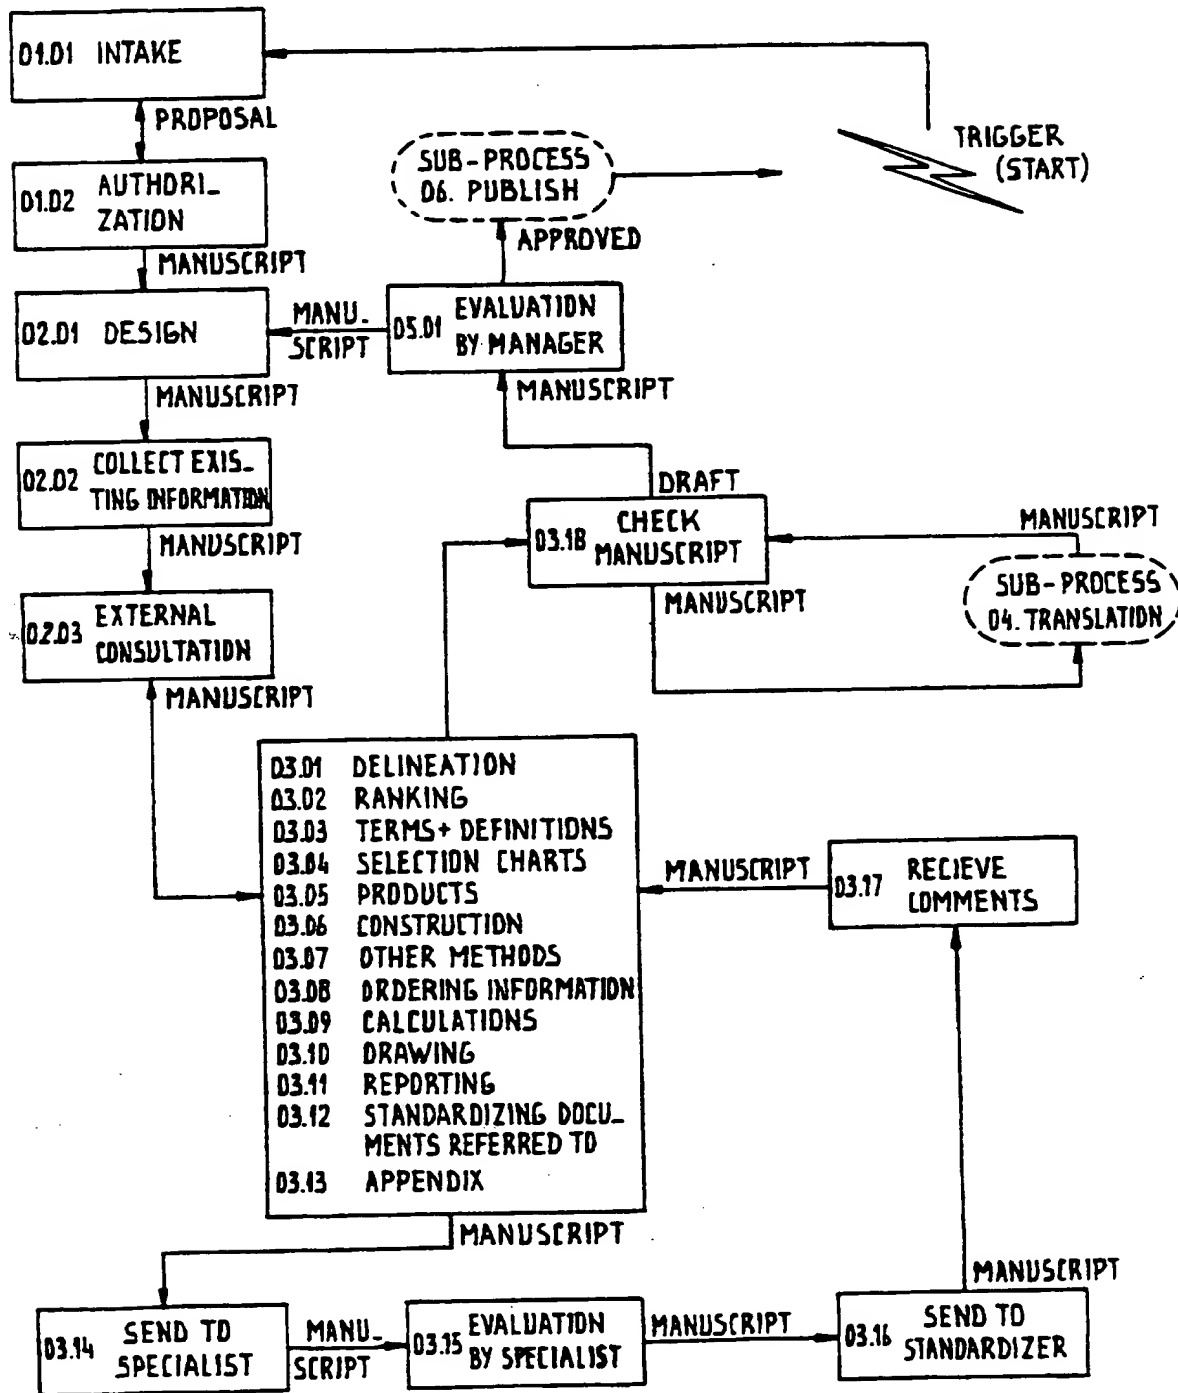 01.01 INTAKE
PROPOSAL
TRIGGER
(START)
SUB-PROCESS
06. PUBLISH
01.02 AUTHORI-
ZATION
APPROVED
MANUSCRIPT
02.01 DESIGN
MANU-
SCRIPT
05.01 EVALUATION
BY MANAGER
MANUSCRIPT
MANUSCRIPT
02.02 COLLECT EXIS-
TING INFORMATION
DRAFT
03.18 CHECK
MANUSCRIPT
MANUSCRIPT
MANUSCRIPT
SUB-PROCESS
04. TRANSLATION
MANUSCRIPT
02.03 EXTERNAL
CONSULTATION
MANUSCRIPT
03.01 DELINEATION
03.02 RANKING
03.03 TERMS+ DEFINITIONS
03.04 SELECTION CHARTS
03.05 PRODUCTS
03.06 CONSTRUCTION
03.07 OTHER METHODS
03.08 ORDERING INFORMATION
03.09 CALCULATIONS
03.10 DRAWING
03.11 REPORTING
03.12 STANDARDIZING DOCU-
MENTS REFERRED TO
03.13 APPENDIX
MANUSCRIPT
03.17 RECIEVE
COMMENTS
MANUSCRIPT
MANUSCRIPT
03.14 SEND TO
SPECIALIST
MANU-
SCRIPT
03.15 EVALUATION
BY SPECIALIST
MANUSCRIPT
03.16 SEND TO
STANDARDIZER